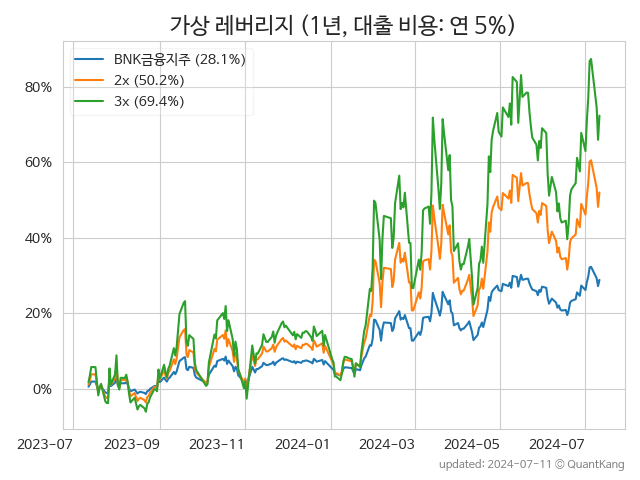 가상 레버리지 (1년, 대출 비용: 연 5%)
BNK금융지주 (28.1%)
2x (50.2%)
3x (69.4%)
80%
60%
40%
20%
0%
2023-07 2023-09 2023-11 2024-01 2024-03 2024-05 2024-07
updated: 2024-07-11 © QuantKang